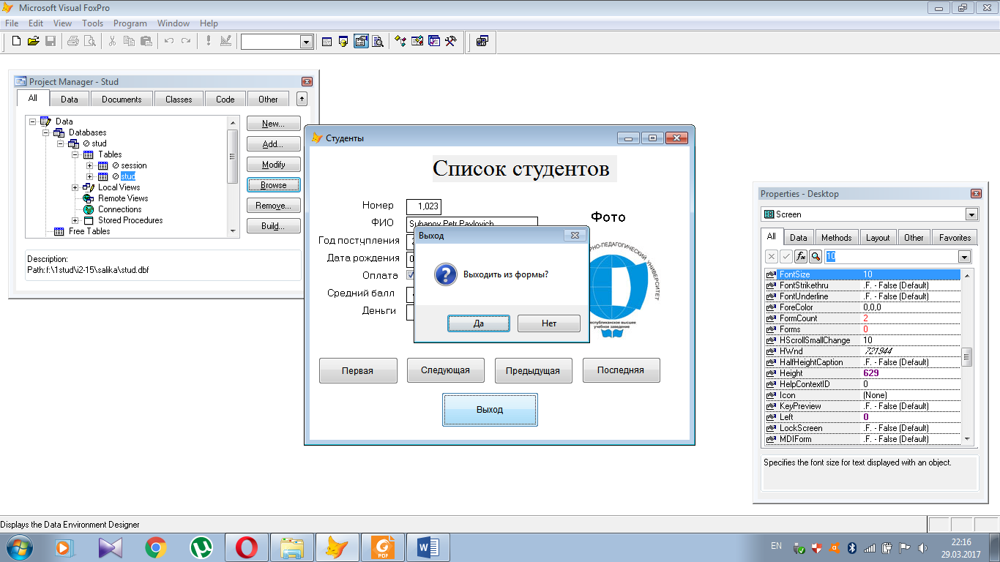 Microsoft Visual FoxPro
File Edit View Tools Program Window Help
Project Manager - Stud
All Data Documents Classes Code Other
Data
Databases
stud
Tables
session
stud
Local Views
Remote Views
Connections
Stored Procedures
Free Tables
New...
Add...
Modify
Browse
Remove...
Build...
Description:
Path:f:\1stud\i2-15\salika\stud.dbf
Студенты
Список студентов
Номер 1,023
ФИО Subapov Petr Pavlovich
Год поступления
Дата рождения
Оплата
Средний балл
Деньги
Фото
РНО-ПЕДАГОГИЧЕСКИЙ УНИВЕРСИТЕТ
еспубликанское высшее
учебное заведение
Выход
Выходить из формы?
Да Нет
Первая Следующая Предыдущая Последняя
Выход
Properties - Desktop
Screen
All Data Methods Layout Other Favorites
10
FontSize 10
FontStrikethru .F. - False (Default)
FontUnderline .F. - False (Default)
ForeColor 0,0,0
FormCount 2
Forms 0
HScrollSmallChange 10
HWnd 721944
HalfHeightCaption .F. - False (Default)
Height 629
HelpContextID 0
Icon (None)
KeyPreview .F. - False (Default)
Left 0
LockScreen .F. - False (Default)
MDIForm .F. - False (Default)
Specifies the font size for text displayed with an object.
Displays the Data Environment Designer
PDF
EN
22:16
29.03.2017